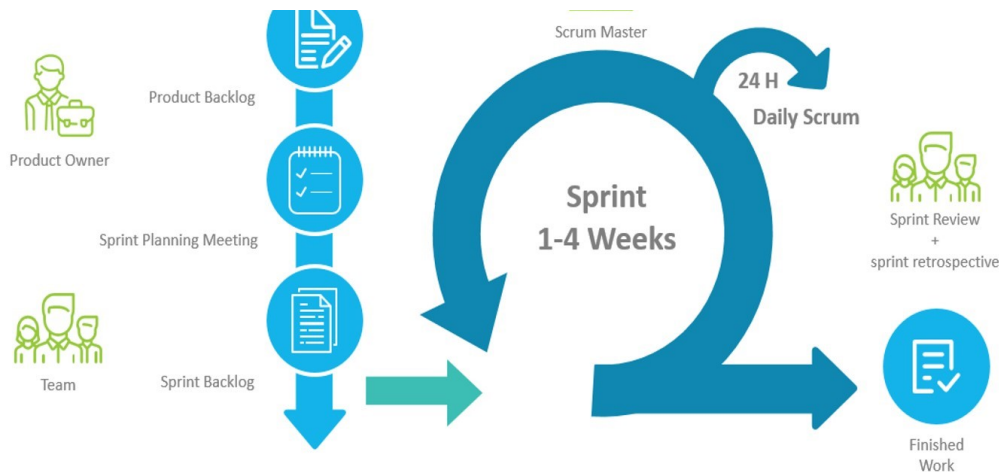 Scrum Master
24 H
Daily Scrum
Product Backlog
Product Owner
Sprint
1-4 Weeks
Sprint Planning Meeting
Sprint Review
+
sprint retrospective
Team
Sprint Backlog
Finished
Work